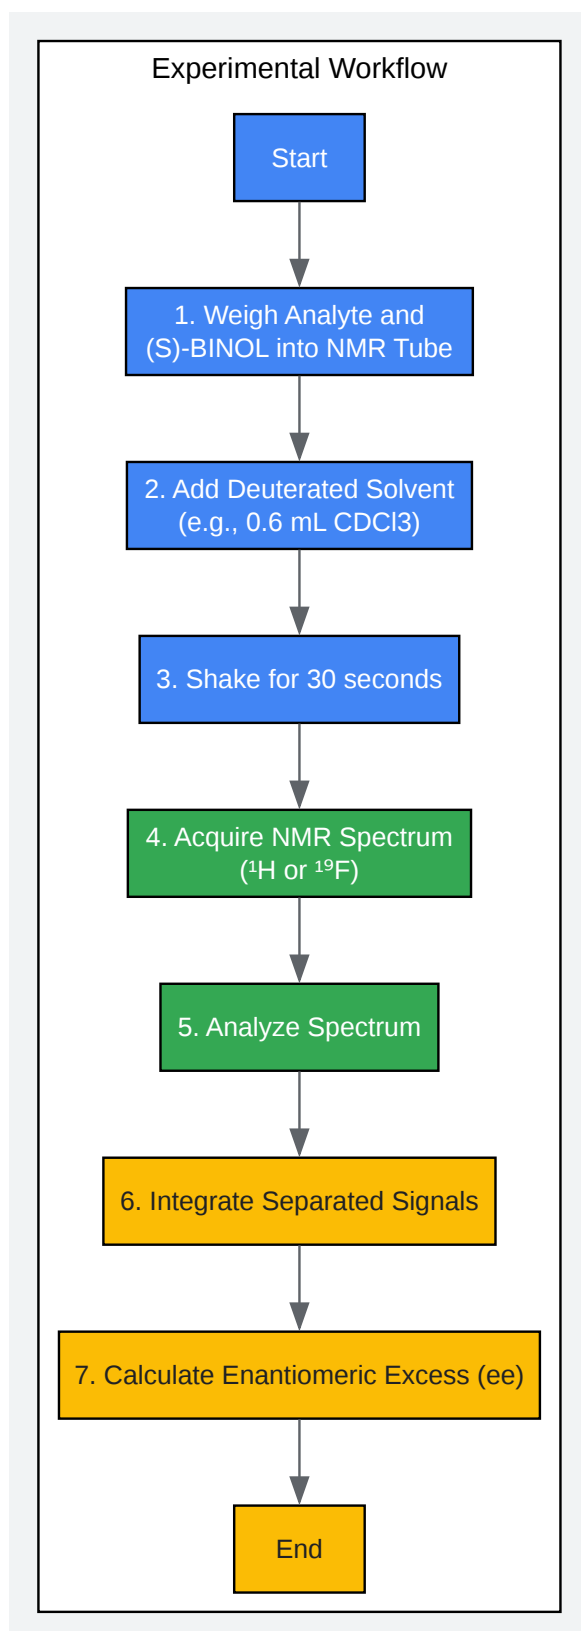 Experimental Workflow
Start
1. Weigh Analyte and
(S)-BINOL into NMR Tube
2. Add Deuterated Solvent
(e.g., 0.6 mL CDCl3)
3. Shake for 30 seconds
4. Acquire NMR Spectrum
(¹H or ¹⁹F)
5. Analyze Spectrum
6. Integrate Separated Signals
7. Calculate Enantiomeric Excess (ee)
End